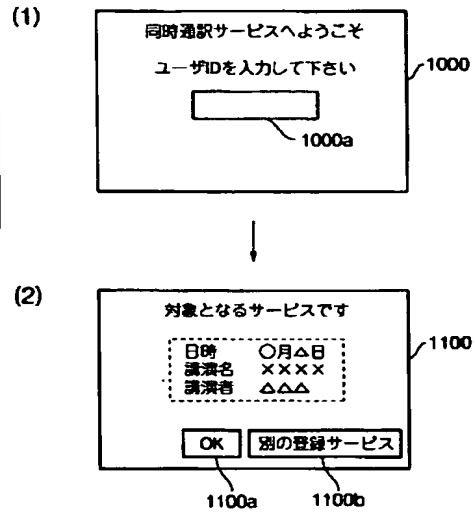 (1)
同時通訳サービスへようこそ
ユーザIDを入力して下さい
1000
1000a
(2)
対象となるサービスです
日時 〇月△日
講演名 ××××
講演者 △△△
1100
OK 別の登録サービス
1100a 1100b